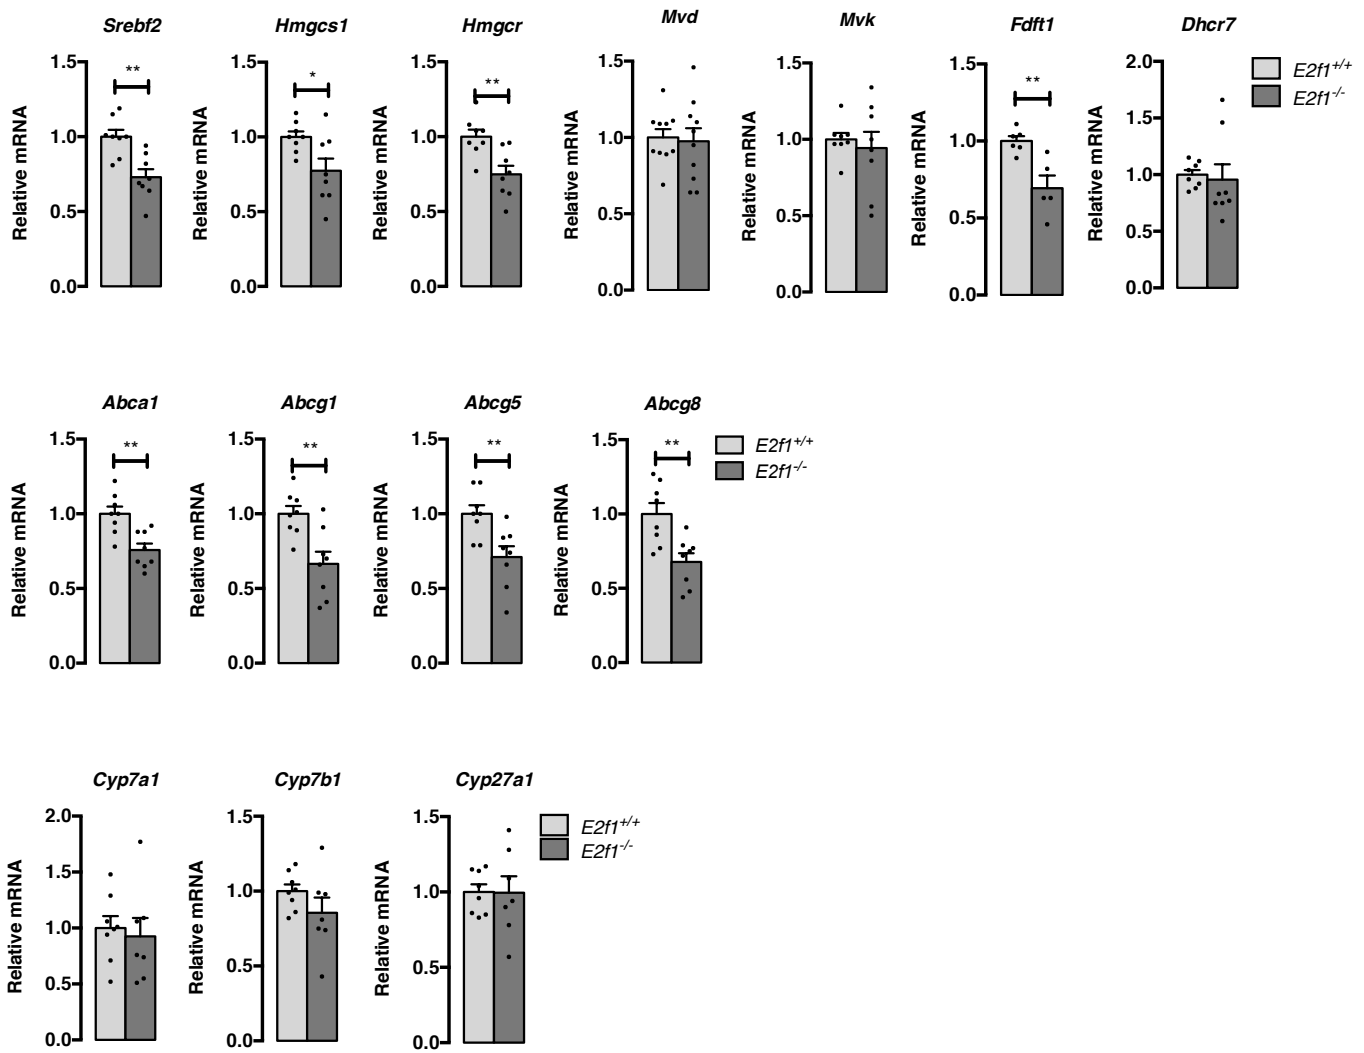 Srebf2 Hmgcs1 Hmgcr Mvd Mvk Fdft1 Dhcr7
Relative mRNA
1.5
1.0
0.5
0.0
**
Relative mRNA
1.5
1.0
0.5
0.0
*
Relative mRNA
1.5
1.0
0.5
0.0
**
Relative mRNA
1.5
1.0
0.5
0.0
Relative mRNA
1.5
1.0
0.5
0.0
Relative mRNA
1.5
1.0
0.5
0.0
**
Relative mRNA
2.0
1.5
1.0
0.5
0.0
E2f1+/+
E2f1-/-
Abca1 Abcg1 Abcg5 Abcg8
Relative mRNA
1.5
1.0
0.5
0.0
**
Relative mRNA
1.5
1.0
0.5
0.0
**
Relative mRNA
1.5
1.0
0.5
0.0
**
Relative mRNA
1.5
1.0
0.5
0.0
**
E2f1+/+
E2f1-/-
Cyp7a1 Cyp7b1 Cyp27a1
Relative mRNA
2.0
1.5
1.0
0.5
0.0
Relative mRNA
1.5
1.0
0.5
0.0
Relative mRNA
1.5
1.0
0.5
0.0
E2f1+/+
E2f1-/-